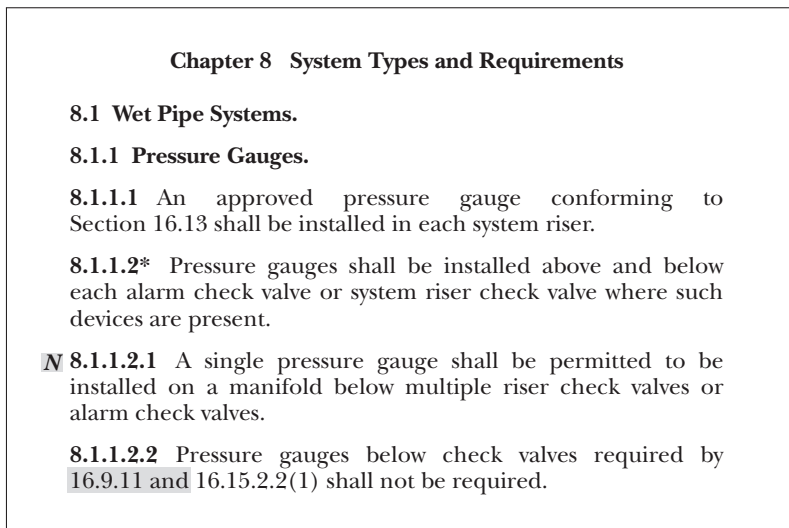 Chapter 8 System Types and Requirements
8.1 Wet Pipe Systems.
8.1.1 Pressure Gauges.
8.1.1.1 An approved pressure gauge conforming to
Section 16.13 shall be installed in each system riser.
8.1.1.2* Pressure gauges shall be installed above and below
each alarm check valve or system riser check valve where such
devices are present.
N 8.1.1.2.1 A single pressure gauge shall be permitted to be
installed on a manifold below multiple riser check valves or
alarm check valves.
8.1.1.2.2 Pressure gauges below check valves required by
16.9.11 and 16.15.2.2(1) shall not be required.